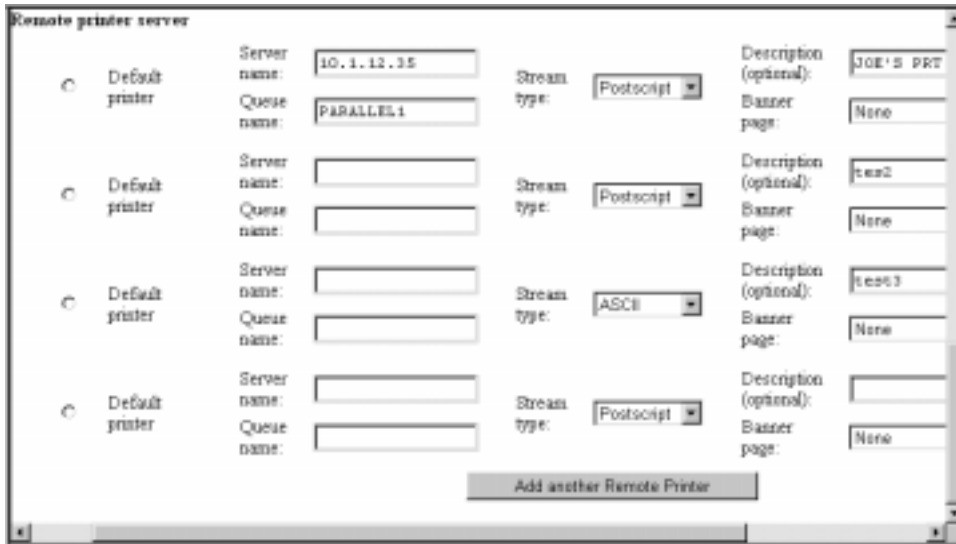 Remote printer server
Default printer
Server name: 10.1.12.35
Queue name: PARALLEL1
Stream type: Postscript
Description (optional): JOE'S PRT
Banner page: None
Default printer
Server name:
Queue name:
Stream type: Postscript
Description (optional): tes2
Banner page: None
Default printer
Server name:
Queue name:
Stream type: ASCII
Description (optional): test3
Banner page: None
Default printer
Server name:
Queue name:
Stream type: Postscript
Description (optional):
Banner page: None
Add another Remote Printer